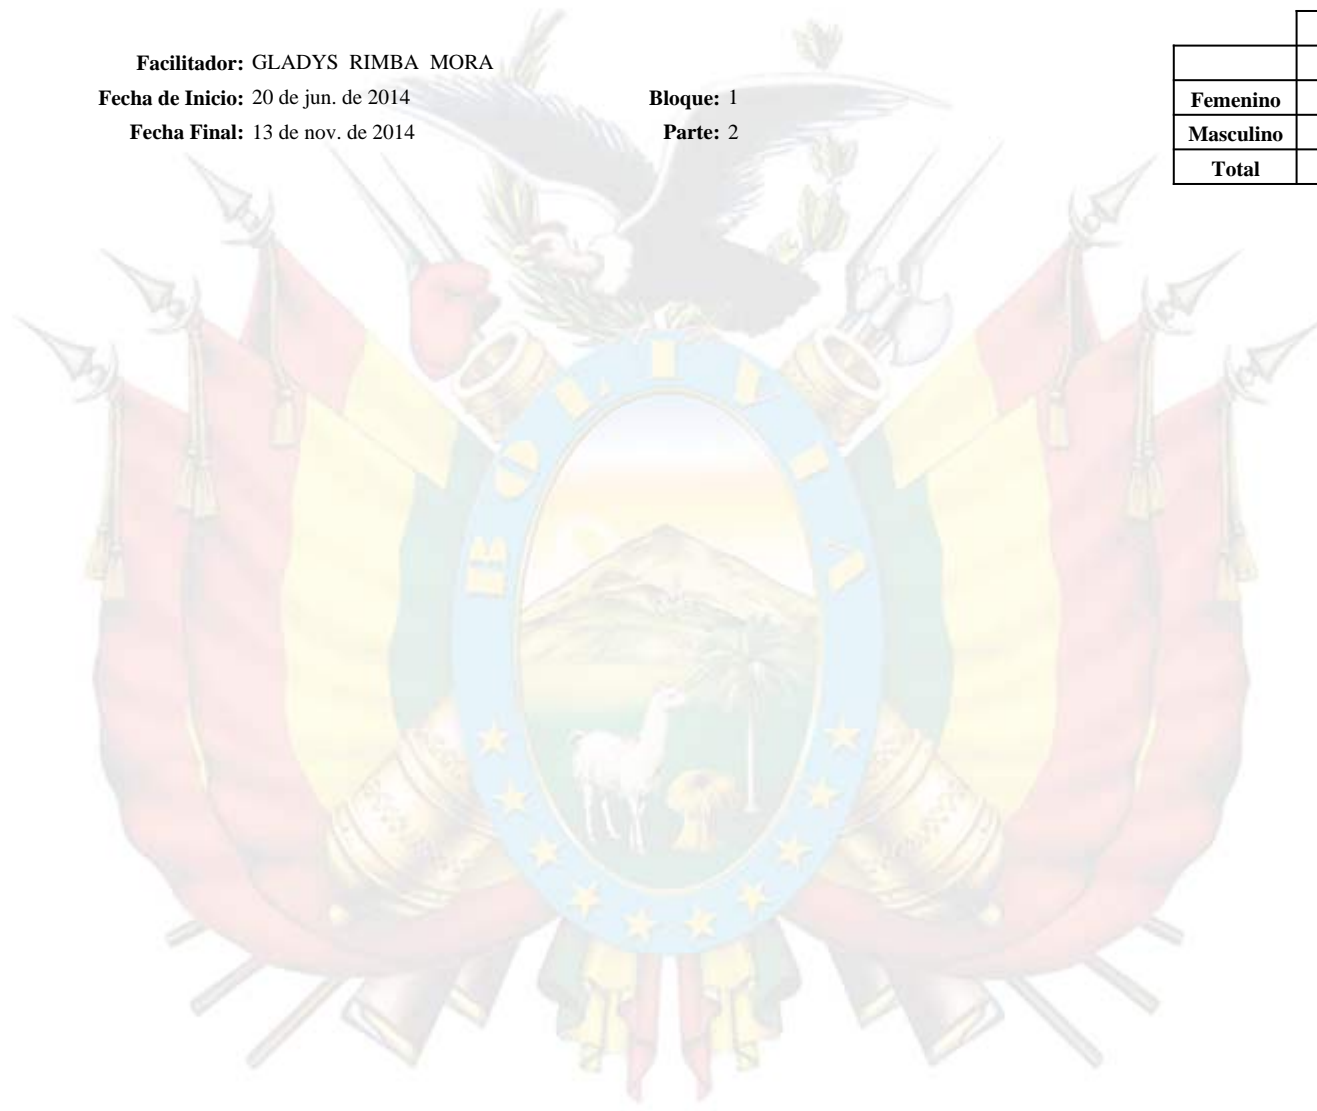 Facilitador: GLADYS RIMBA MORA
Fecha de Inicio: 20 de jun. de 2014 Bloque: 1
Fecha Final: 13 de nov. de 2014 Parte: 2
Femenino
Masculino
Total
BOLIVIA